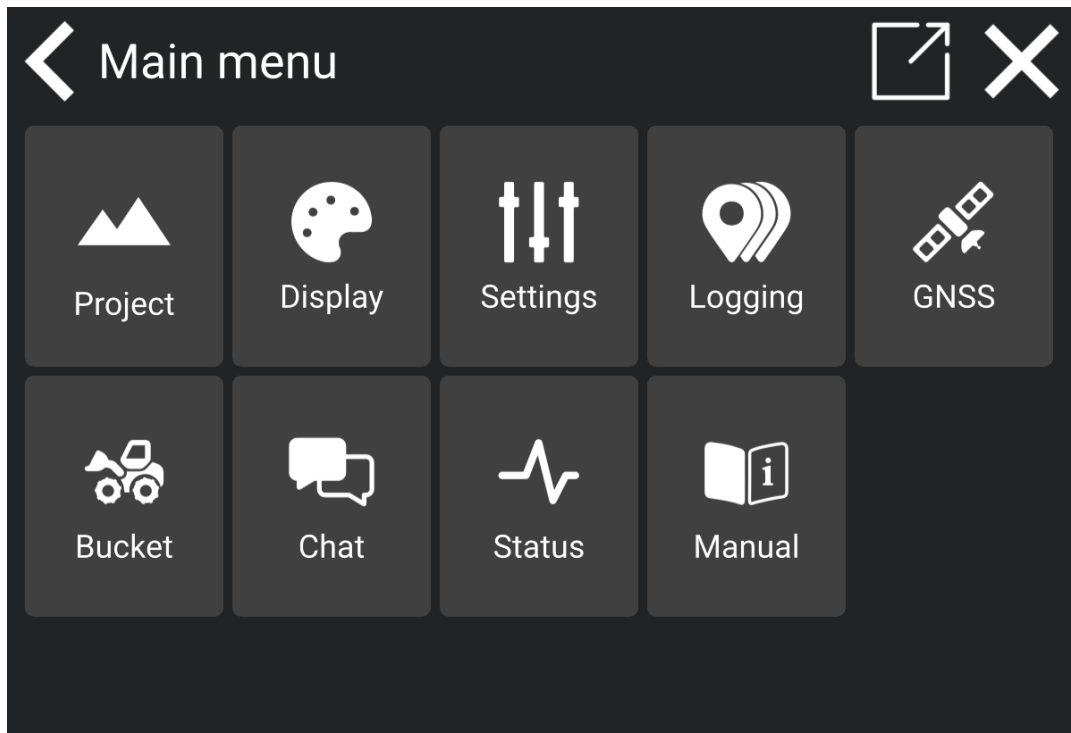 Main menu
Project
Display
Settings
Logging
GNSS
Bucket
Chat
Status
Manual